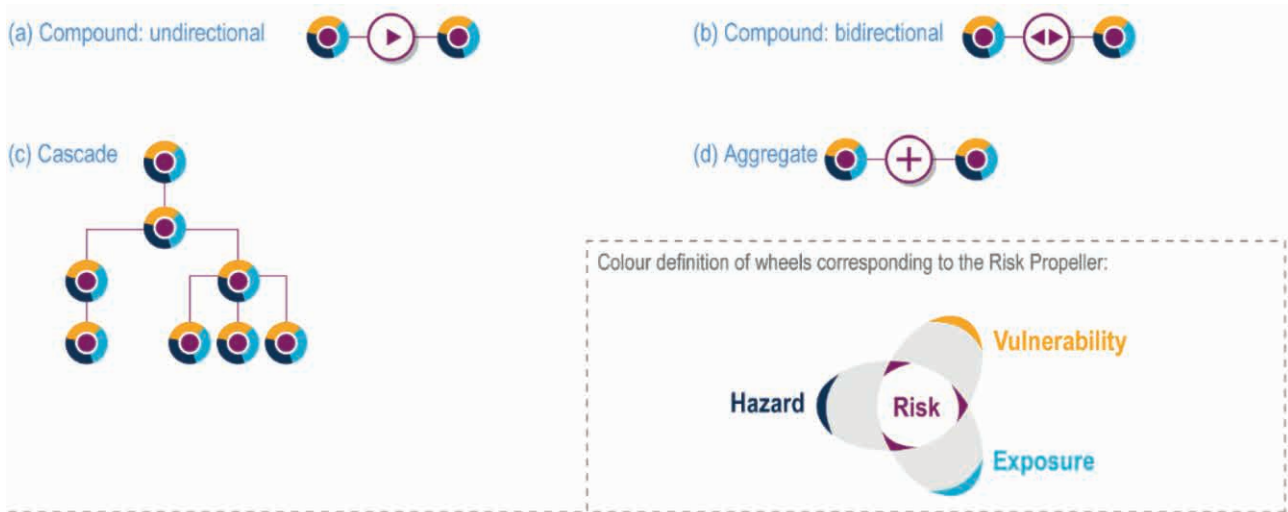 (a) Compound: undirectional
(b) Compound: bidirectional
(c) Cascade
(d) Aggregate
Colour definition of wheels corresponding to the Risk Propeller:
Vulnerability
Hazard
Risk
Exposure